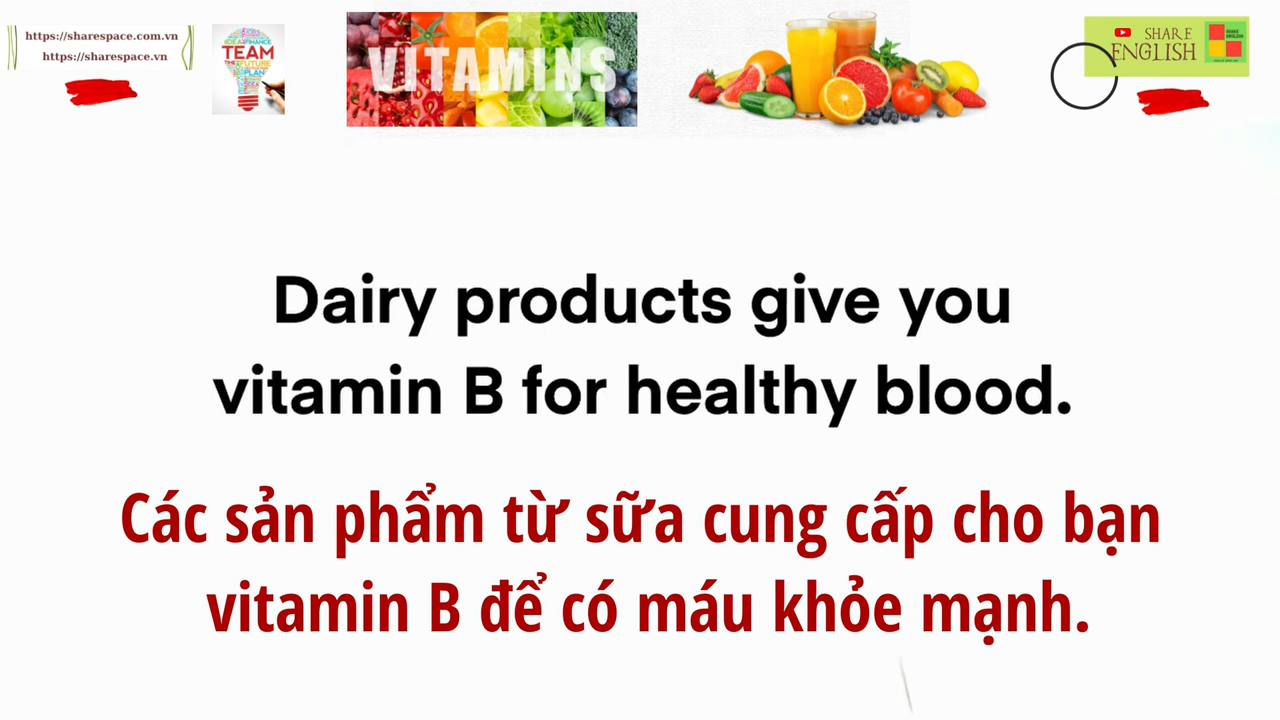 https://sharespace.com.vn
https://sharespace.vn
TEAM
PLAN
VITAMINS
SHARE
ENGLISH
Dairy products give you
vitamin B for healthy blood.
Các sản phẩm từ sữa cung cấp cho bạn
vitamin B để có máu khỏe mạnh.